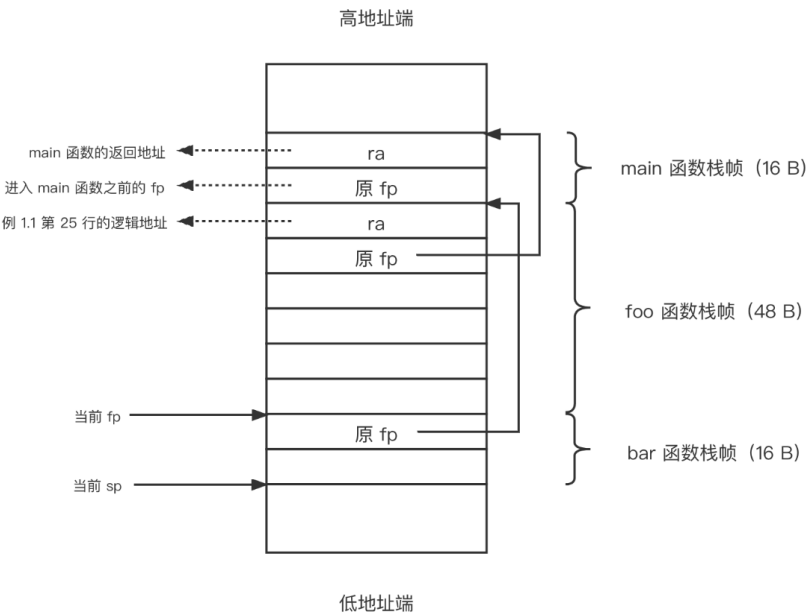 高地址端
main 函数的返回地址
ra
main 函数栈帧（16 B）
进入 main 函数之前的 fp
原 fp
例 1.1 第 25 行的逻辑地址
ra
原 fp
foo 函数栈帧（48 B）
当前 fp
原 fp
bar 函数栈帧（16 B）
当前 sp
低地址端